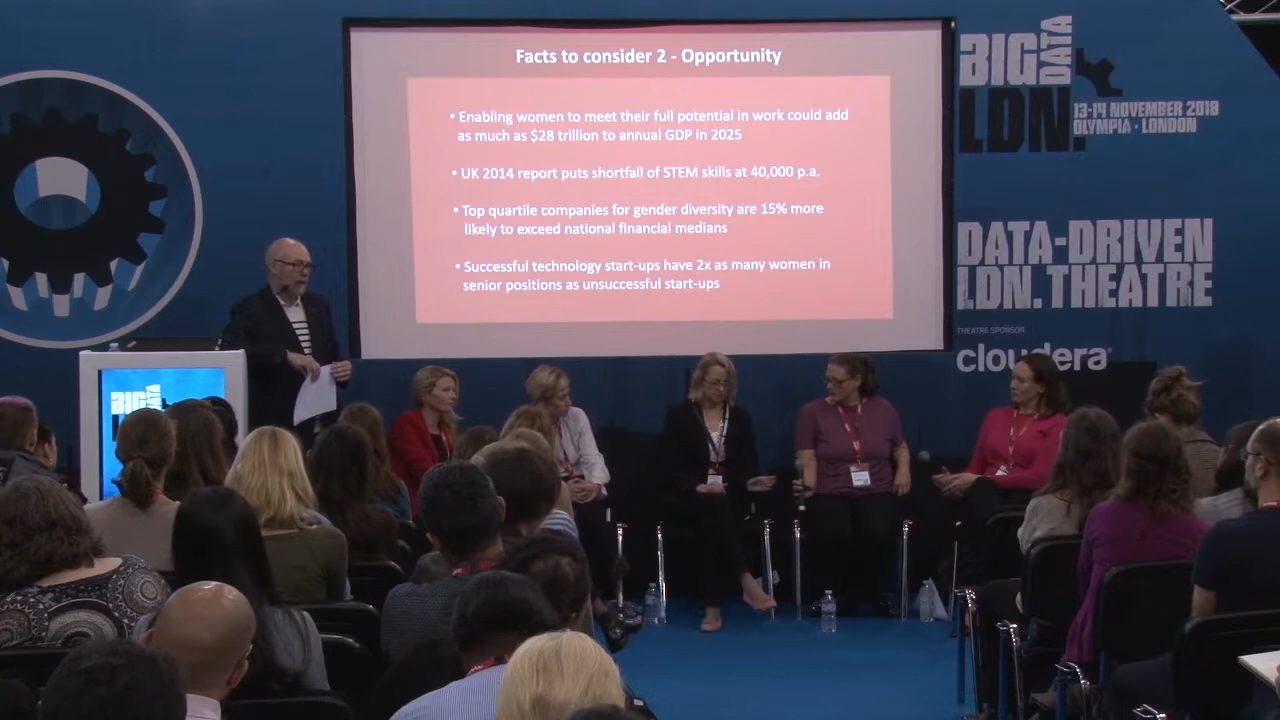 Facts to consider 2 - Opportunity
• Enabling women to meet their full potential in work could add
as much as $28 trillion to annual GDP in 2025
• UK 2014 report puts shortfall of STEM skills at 40,000 p.a.
• Top quartile companies for gender diversity are 15% more
likely to exceed national financial medians
• Successful technology start-ups have 2x as many women in
senior positions as unsuccessful start-ups
BIG DATA
LDN.
13-14 NOVEMBER 2018
OLYMPIA · LONDON
DATA-DRIVEN
LDN. THEATRE
THEATRE SPONSOR
cloudera
BIG DATA